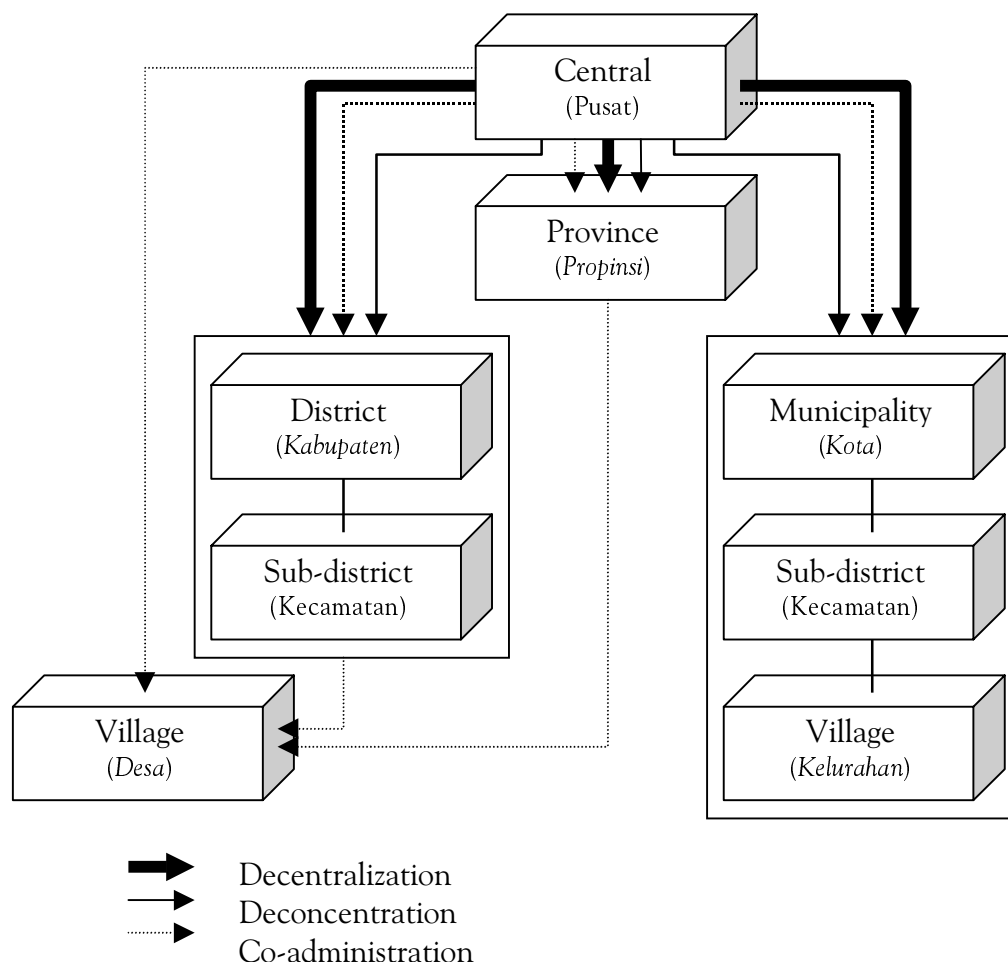 Central
(Pusat)
Province
(Propinsi)
District
(Kabupaten)
Municipality
(Kota)
Sub-district
(Kecamatan)
Sub-district
(Kecamatan)
Village
(Desa)
Village
(Kelurahan)
Decentralization
Deconcentration
Co-administration